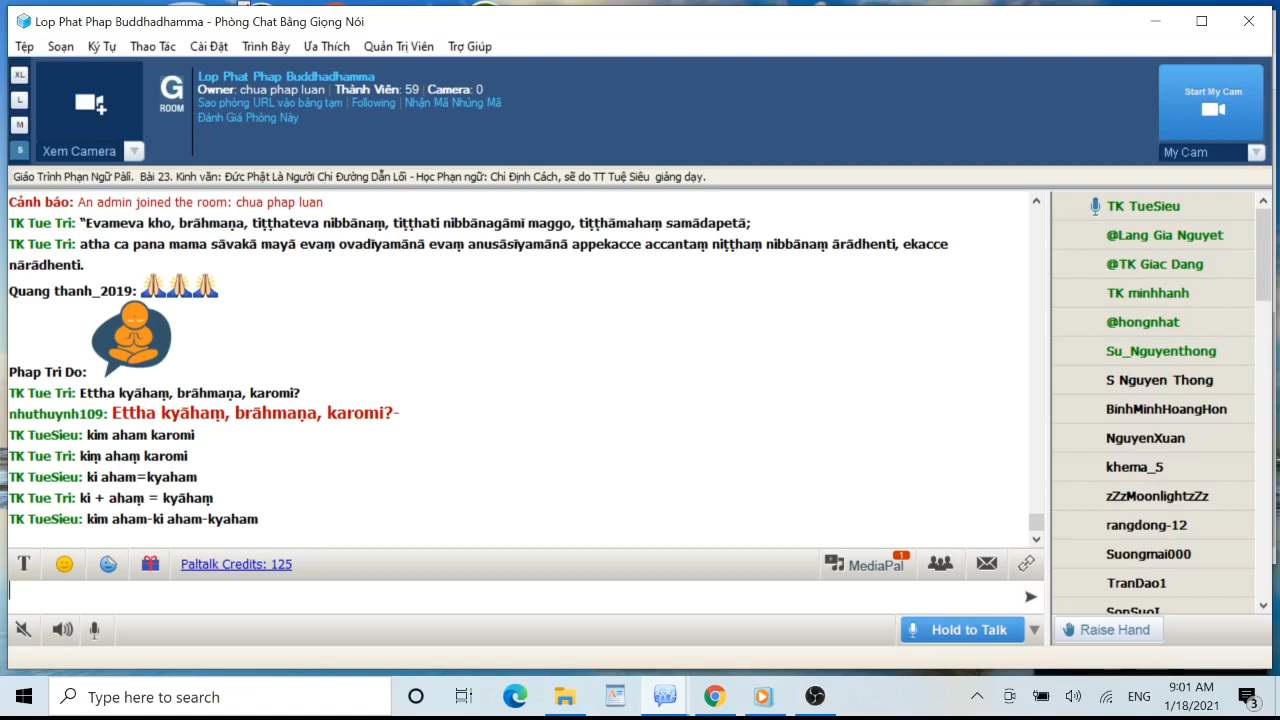 Lop Phat Phap Buddhadhamma - Phòng Chat Bằng Giọng Nói
Tệp Soạn Ký Tự Thao Tác Cài Đặt Trình Bày Ưa Thích Quản Trị Viên Trợ Giúp
XL
L
M
S
Xem Camera
G
ROOM
Lop Phat Phap Buddhadhamma
Owner: chua phap luan | Thành Viên: 59 | Camera: 0
Sao phòng URL vào bảng tạm | Following | Nhận Mã Nhúng Mã
Đánh Giá Phòng Này
Start My Cam
My Cam
Giáo Trình Phạn Ngữ Pāli. Bài 23. Kinh văn: Đức Phật Là Người Chỉ Đường Dẫn Lối - Học Phạn ngữ: Chỉ Định Cách, sẽ do TT Tuệ Siêu giảng dạy.
Cảnh báo: An admin joined the room: chua phap luan
TK Tue Tri: “Evameva kho, brāhmaṇa, tiṭṭhateva nibbānaṃ, tiṭṭhati nibbānagāmī maggo, tiṭṭhāmahaṃ samādapetā;
TK Tue Tri: atha ca pana mama sāvakā mayā evaṃ ovadīyamānā evaṃ anusāsīyamānā appekacce accantaṃ niṭṭhaṃ nibbānaṃ ārādhenti, ekacce
nārādhenti.
Quang thanh_2019:
Phap Tri Do:
TK Tue Tri: Ettha kyāhaṃ, brāhmaṇa, karomi?
nhuthuynh109: Ettha kyāhaṃ, brāhmaṇa, karomi?-
TK TueSieu: kim aham karomi
TK Tue Tri: kiṃ ahaṃ karomi
TK TueSieu: ki aham=kyaham
TK Tue Tri: ki + ahaṃ = kyāhaṃ
TK TueSieu: kim aham-ki aham-kyaham
TK TueSieu
@Lang Gia Nguyet
@TK Giac Dang
TK minhhanh
@hongnhat
Su_Nguyenthong
S Nguyen Thong
BinhMinhHoangHon
NguyenXuan
khema_5
zZzMoonlightzZz
rangdong-12
Suongmai000
TranDao1
SonSuoI
T
Paltalk Credits: 125
MediaPal
1
Hold to Talk
Raise Hand
Type here to search
ENG
9:01 AM
1/18/2021
3